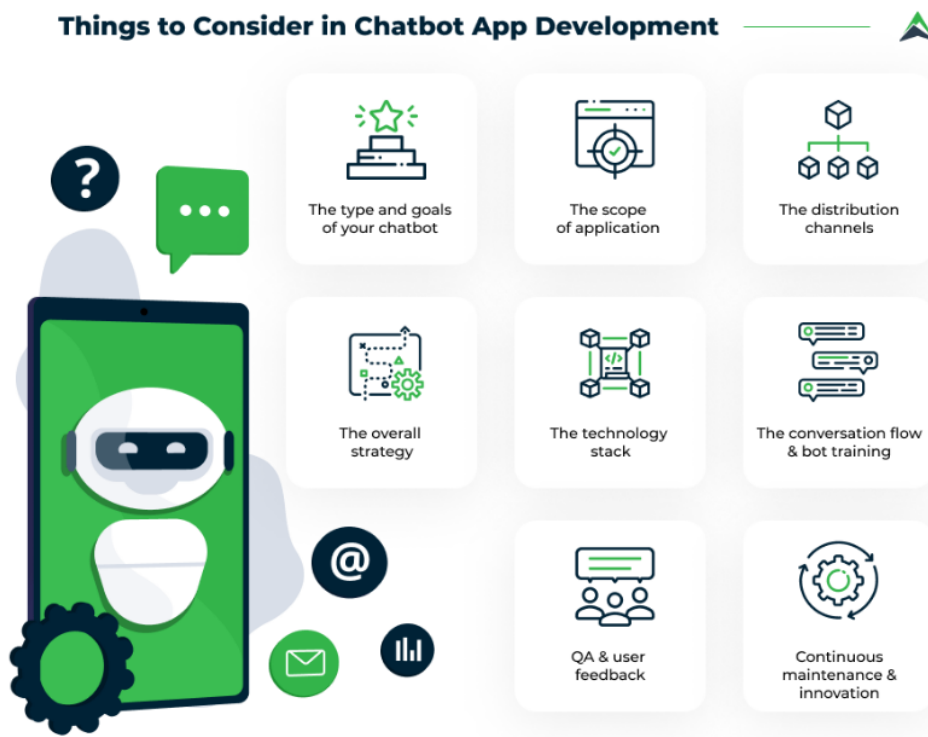 Things to Consider in Chatbot App Development
?
The type and goals
of your chatbot
The scope
of application
The distribution
channels
The overall
strategy
</>
The technology
stack
The conversation flow
& bot training
@
QA & user
feedback
Continuous
maintenance &
innovation